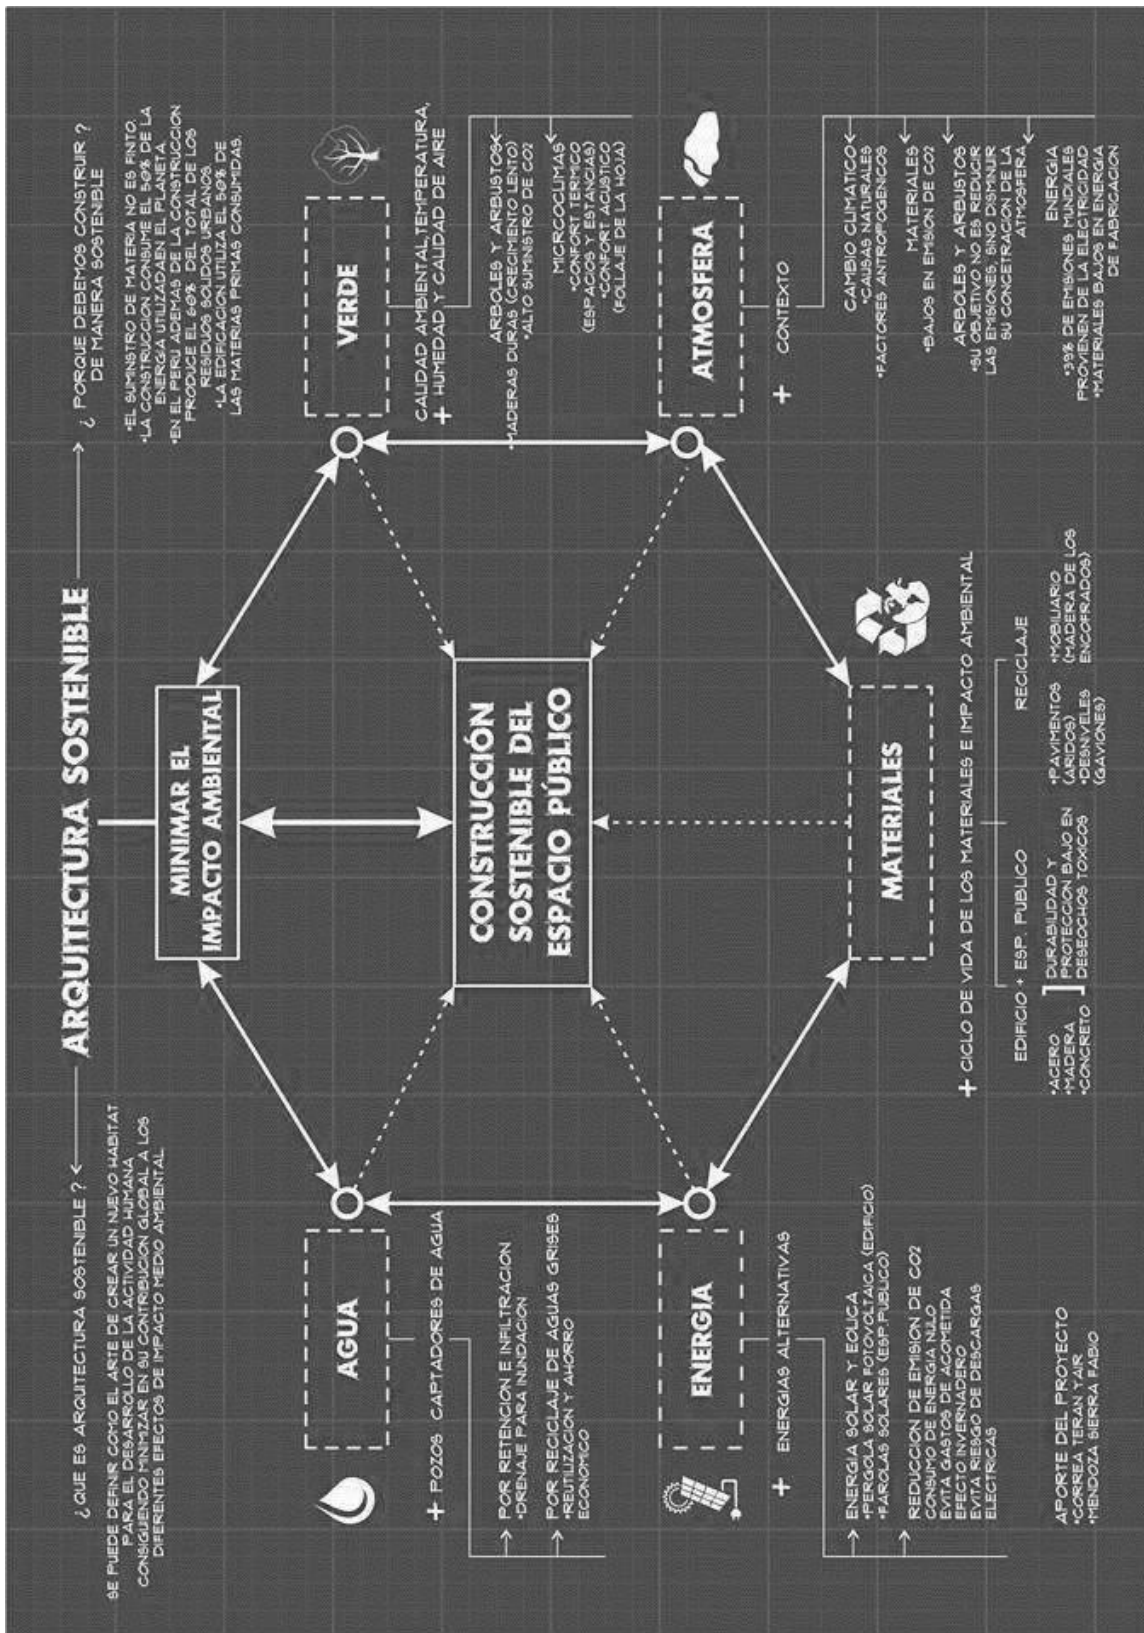 ARQUITECTURA SOSTENIBLE
¿QUE ES ARQUITECTURA SOSTENIBLE ?
SE PUEDE DEFINIR COMO EL ARTE DE CREAR UN NUEVO HABITAT
PARA EL DESARROLLO DE LA ACTIVIDAD HUMANA
CONSIGUIENDO MINIMIZAR EN SU CONTRIBUCION GLOBAL A LOS
DIFERENTES EFECTOS DE IMPACTO MEDIO AMBIENTAL.
¿ PORQUE DEBEMOS CONSTRUIR ?
DE MANERA SOSTENIBLE
•EL SUMINISTRO DE MATERIA NO ES FINITO.
•LA CONSTRUCCION CONSUME EL 50% DE LA
ENERGIA UTILIZADAEN EL PLANETA.
•EN EL PERU ADEMAS DE LA CONSTRUCCION
PRODUCE EL 60% DEL TOTAL DE LOS
RESIDUOS SOLIDOS URBANOS.
•LA EDIFICACION UTILIZA EL 50% DE
LAS MATERIAS PRIMAS CONSUMIDAS.
MINIMAR EL
IMPACTO AMBIENTAL
AGUA
+ POZOS CAPTADORES DE AGUA
POR RETENCION E INFILTRACION
•DRENAJE PARA INUNDACION
POR RECICLAJE DE AGUAS GRISES
•REUTILIZACION Y AHORRO
ECONOMICO
CONSTRUCCIÓN
SOSTENIBLE DEL
ESPACIO PÚBLICO
VERDE
CALIDAD AMBIENTAL,TEMPERATURA,
+ HUMEDAD Y CALIDAD DE AIRE
ARBOLES Y ARBUSTOS
•MADERAS DURAS (CRECIMIENTO LENTO)
•ALTO SUMINISTRO DE CO2
MICROCLIMAS
•CONFORT TERMICO
(ESPACIOS Y ESTANCIAS)
•CONFORT ACUSTICO
(FOLLAJE DE LA HOJA)
ENERGIA
+ ENERGIAS ALTERNATIVAS
ENERGIA SOLAR Y EOLICA
•PERGOLA SOLAR FOTOVOLTAICA (EDIFICIO)
•FAROLAS SOLARES (ESP.PUBLICO)
REDUCCION DE EMISION DE CO2
CONSUMO DE ENERGIA NULO
EVITA GASTOS DE ACOMETIDA
EFECTO INVERNADERO
EVITA RIESGO DE DESCARGAS
ELECTRICAS
ATMOSFERA
+ CONTEXTO
CAMBIO CLIMATICO
•CAUSAS NATURALES
•FACTORES ANTROPOGENICOS
MATERIALES
•BAJOS EN EMISION DE CO2
ARBOLES Y ARBUSTOS
•SU OBJETIVO NO ES REDUCIR
LAS EMISIONES, SINO DISMINUIR
SU CONCETRACION DE LA
ATMOSFERA
ENERGIA
•39% DE EMISIONES MUNDIALES
PROVIENEN DE LA ELECTRICIDAD
•MATERIALES BAJOS EN ENERGIA
DE FABRICACION
MATERIALES
+ CICLO DE VIDA DE LOS MATERIALES E IMPACTO AMBIENTAL
EDIFICIO + ESP. PUBLICO
•ACERO
•MADERA
•CONCRETO
DURABILIDAD Y
PROTECCION BAJO EN
DESEOCHOS TOXICOS
RECICLAJE
•PAVIMENTOS
(ARIDOS)
•DESNIVELES
(GAVIONES)
•MOBILIARIO
(MADERA DE LOS
ENCOFRADOS)
APORTE DEL PROYECTO
•CORREA TERAN YAIR
•MENDOZA SIERRA FABIO